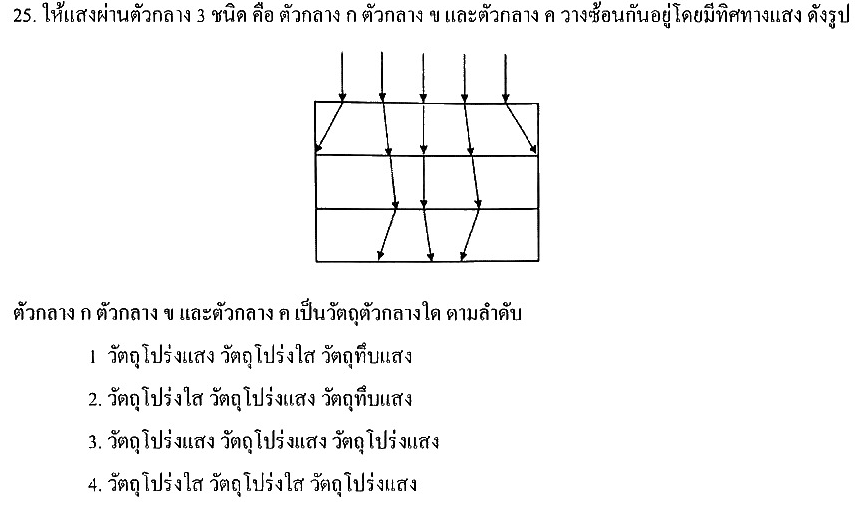 25. ให้แสงผ่านตัวกลาง 3 ชนิด คือ ตัวกลาง ก ตัวกลาง ข และตัวกลาง ค วางซ้อนกันอยู่โดยมีทิศทางแสง ดังรูป
ตัวกลาง ก ตัวกลาง ข และตัวกลาง ค เป็นวัตถุตัวกลางใด ตามลำดับ
1 วัตถุโปร่งแสง วัตถุโปร่งใส วัตถุทึบแสง
2. วัตถุโปร่งใส วัตถุโปร่งแสง วัตถุทึบแสง
3. วัตถุโปร่งแสง วัตถุโปร่งแสง วัตถุโปร่งแสง
4. วัตถุโปร่งใส วัตถุโปร่งใส วัตถุโปร่งแสง